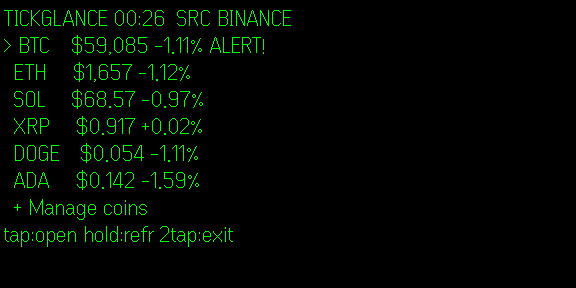 TICKGLANCE 00:26 SRC BINANCE
> BTC $59,085 -1.11% ALERT!
ETH $1,657 -1.12%
SOL $68.57 -0.97%
XRP $0.917 +0.02%
DOGE $0.054 -1.11%
ADA $0.142 -1.59%
+ Manage coins
tap:open hold:refr 2tap:exit